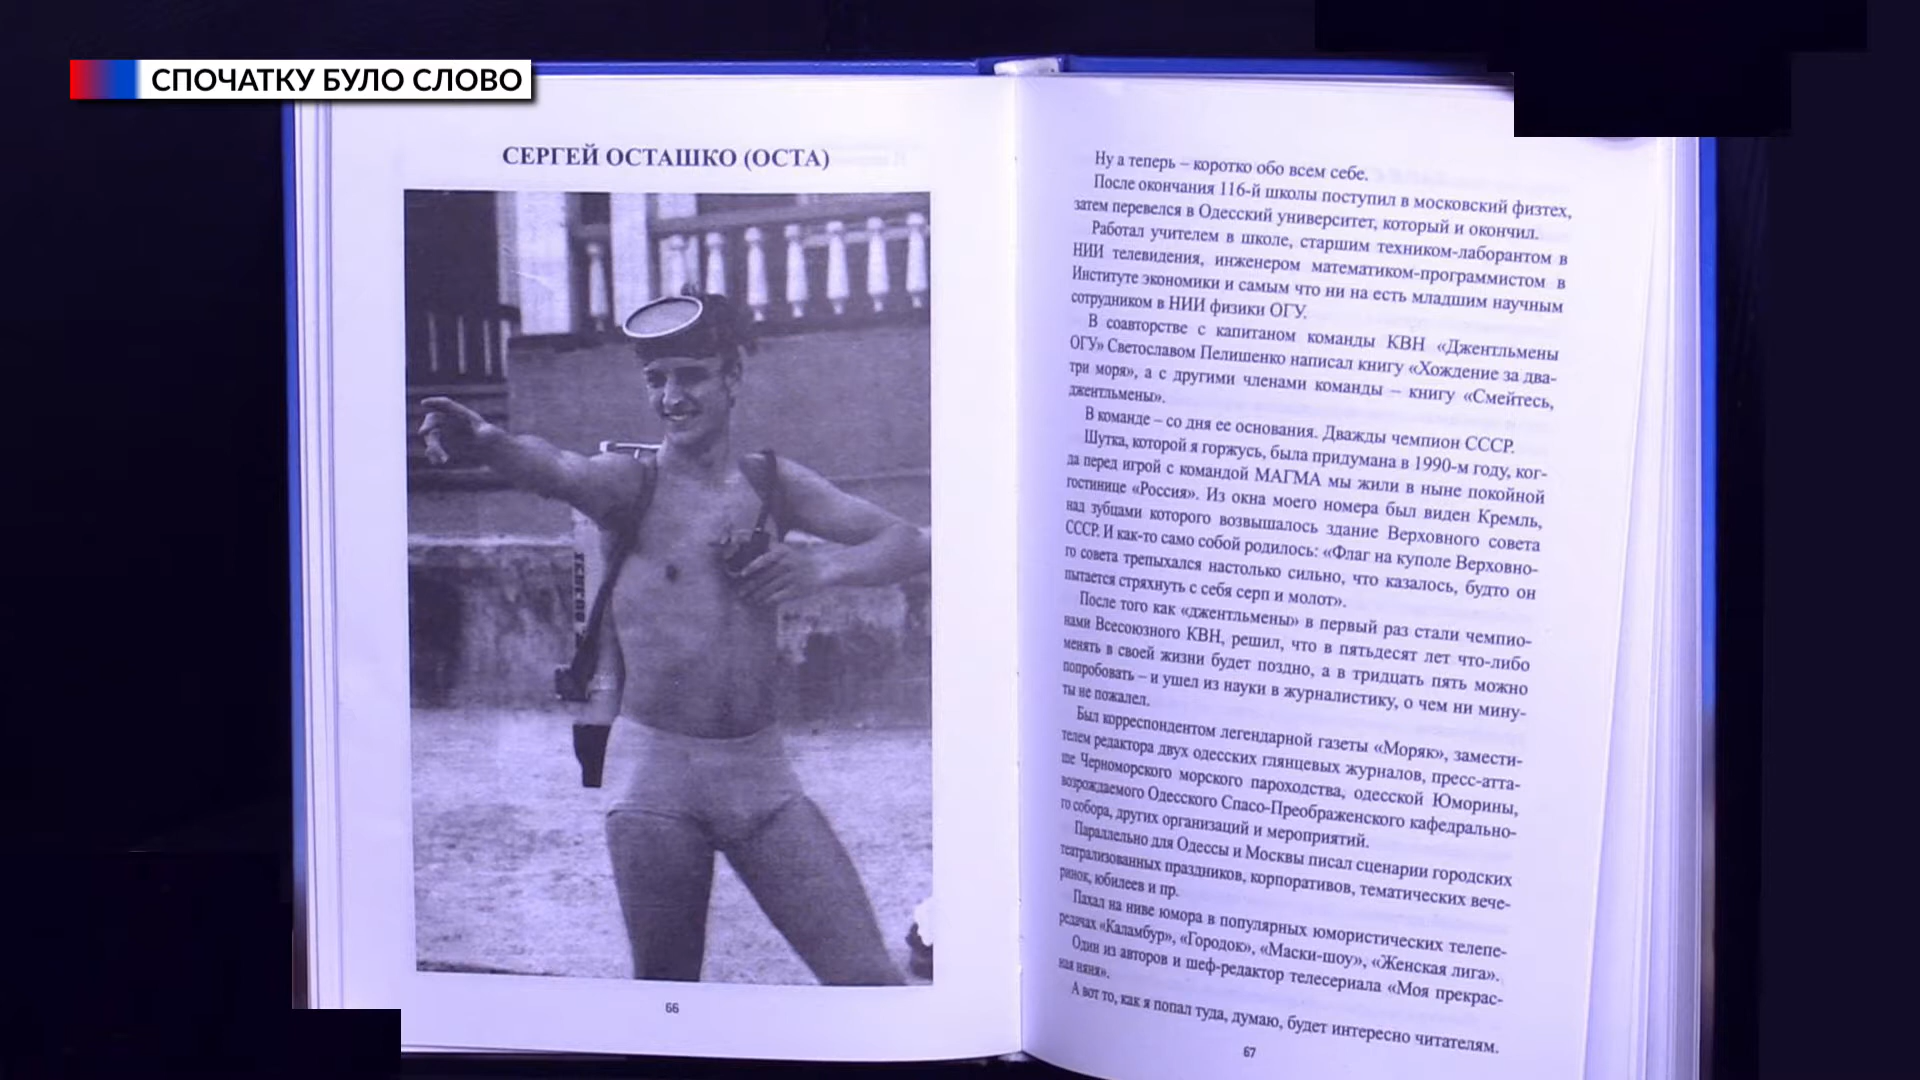 СПОЧАТКУ БУЛО СЛОВО
СЕРГЕЙ ОСТАШКО (ОСТА)
66
Ну а теперь – коротко обо всем себе.
После окончания 116-й школы поступил в московский физтех,
затем перевелся в Одесский университет, который и окончил.
Работал учителем в школе, старшим техником-лаборантом в
НИИ телевидения, инженером математиком-программистом в
Институте экономики и самым что ни на есть младшим научным
сотрудником в НИИ физики ОГУ.
В соавторстве с капитаном команды КВН «Джентльмены
ОГУ» Светославом Пелишенко написал книгу «Хождение за два-
три моря», а с другими членами команды – книгу «Смейтесь,
джентльмены».
В команде – со дня ее основания. Дважды чемпион СССР.
Шутка, которой я горжусь, была придумана в 1990-м году, ког-
да перед игрой с командой МАГМА мы жили в ныне покойной
гостинице «Россия». Из окна моего номера был виден Кремль,
над зубцами которого возвышалось здание Верховного совета
СССР. И как-то само собой родилось: «Флаг на куполе Верховно-
го совета трепыхался настолько сильно, что казалось, будто он
пытается стряхнуть с себя серп и молот».
После того как «джентльмены» в первый раз стали чемпио-
нами Всесоюзного КВН, решил, что в пятьдесят лет что-либо
менять в своей жизни будет поздно, а в тридцать пять можно
попробовать – и ушел из науки в журналистику, о чем ни мину-
ты не пожалел.
Был корреспондентом легендарной газеты «Моряк», замести-
телем редактора двух одесских глянцевых журналов, пресс-атта-
ше Черноморского морского пароходства, одесской Юморины,
возрождаемого Одесского Спасо-Преображенского кафедрально-
го собора, других организаций и мероприятий.
Параллельно для Одессы и Москвы писал сценарии городских
театрализованных праздников, корпоративов, тематических вече-
ринок, юбилеев и пр.
Пахал на ниве юмора в популярных юмористических телепе-
редачах «Каламбур», «Городок», «Маски-шоу», «Женская лига».
Один из авторов и шеф-редактор телесериала «Моя прекрас-
ная няня».
А вот то, как я попал туда, думаю, будет интересно читателям.
67